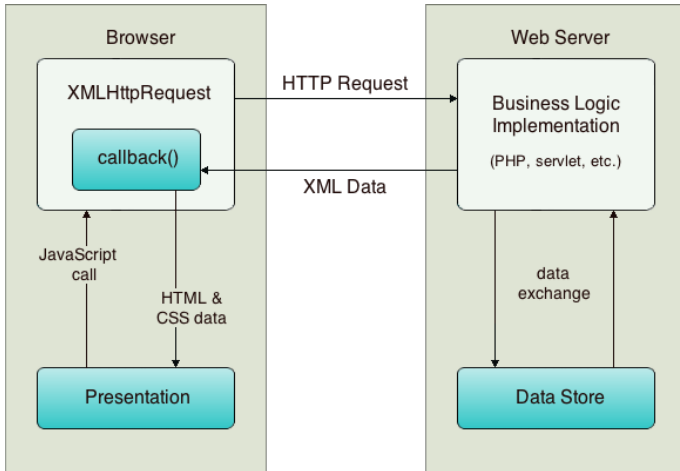 Browser
Web Server
XMLHttpRequest
HTTP Request
Business Logic
Implementation
(PHP, servlet, etc.)
callback()
XML Data
JavaScript
call
HTML &
CSS data
data
exchange
Presentation
Data Store